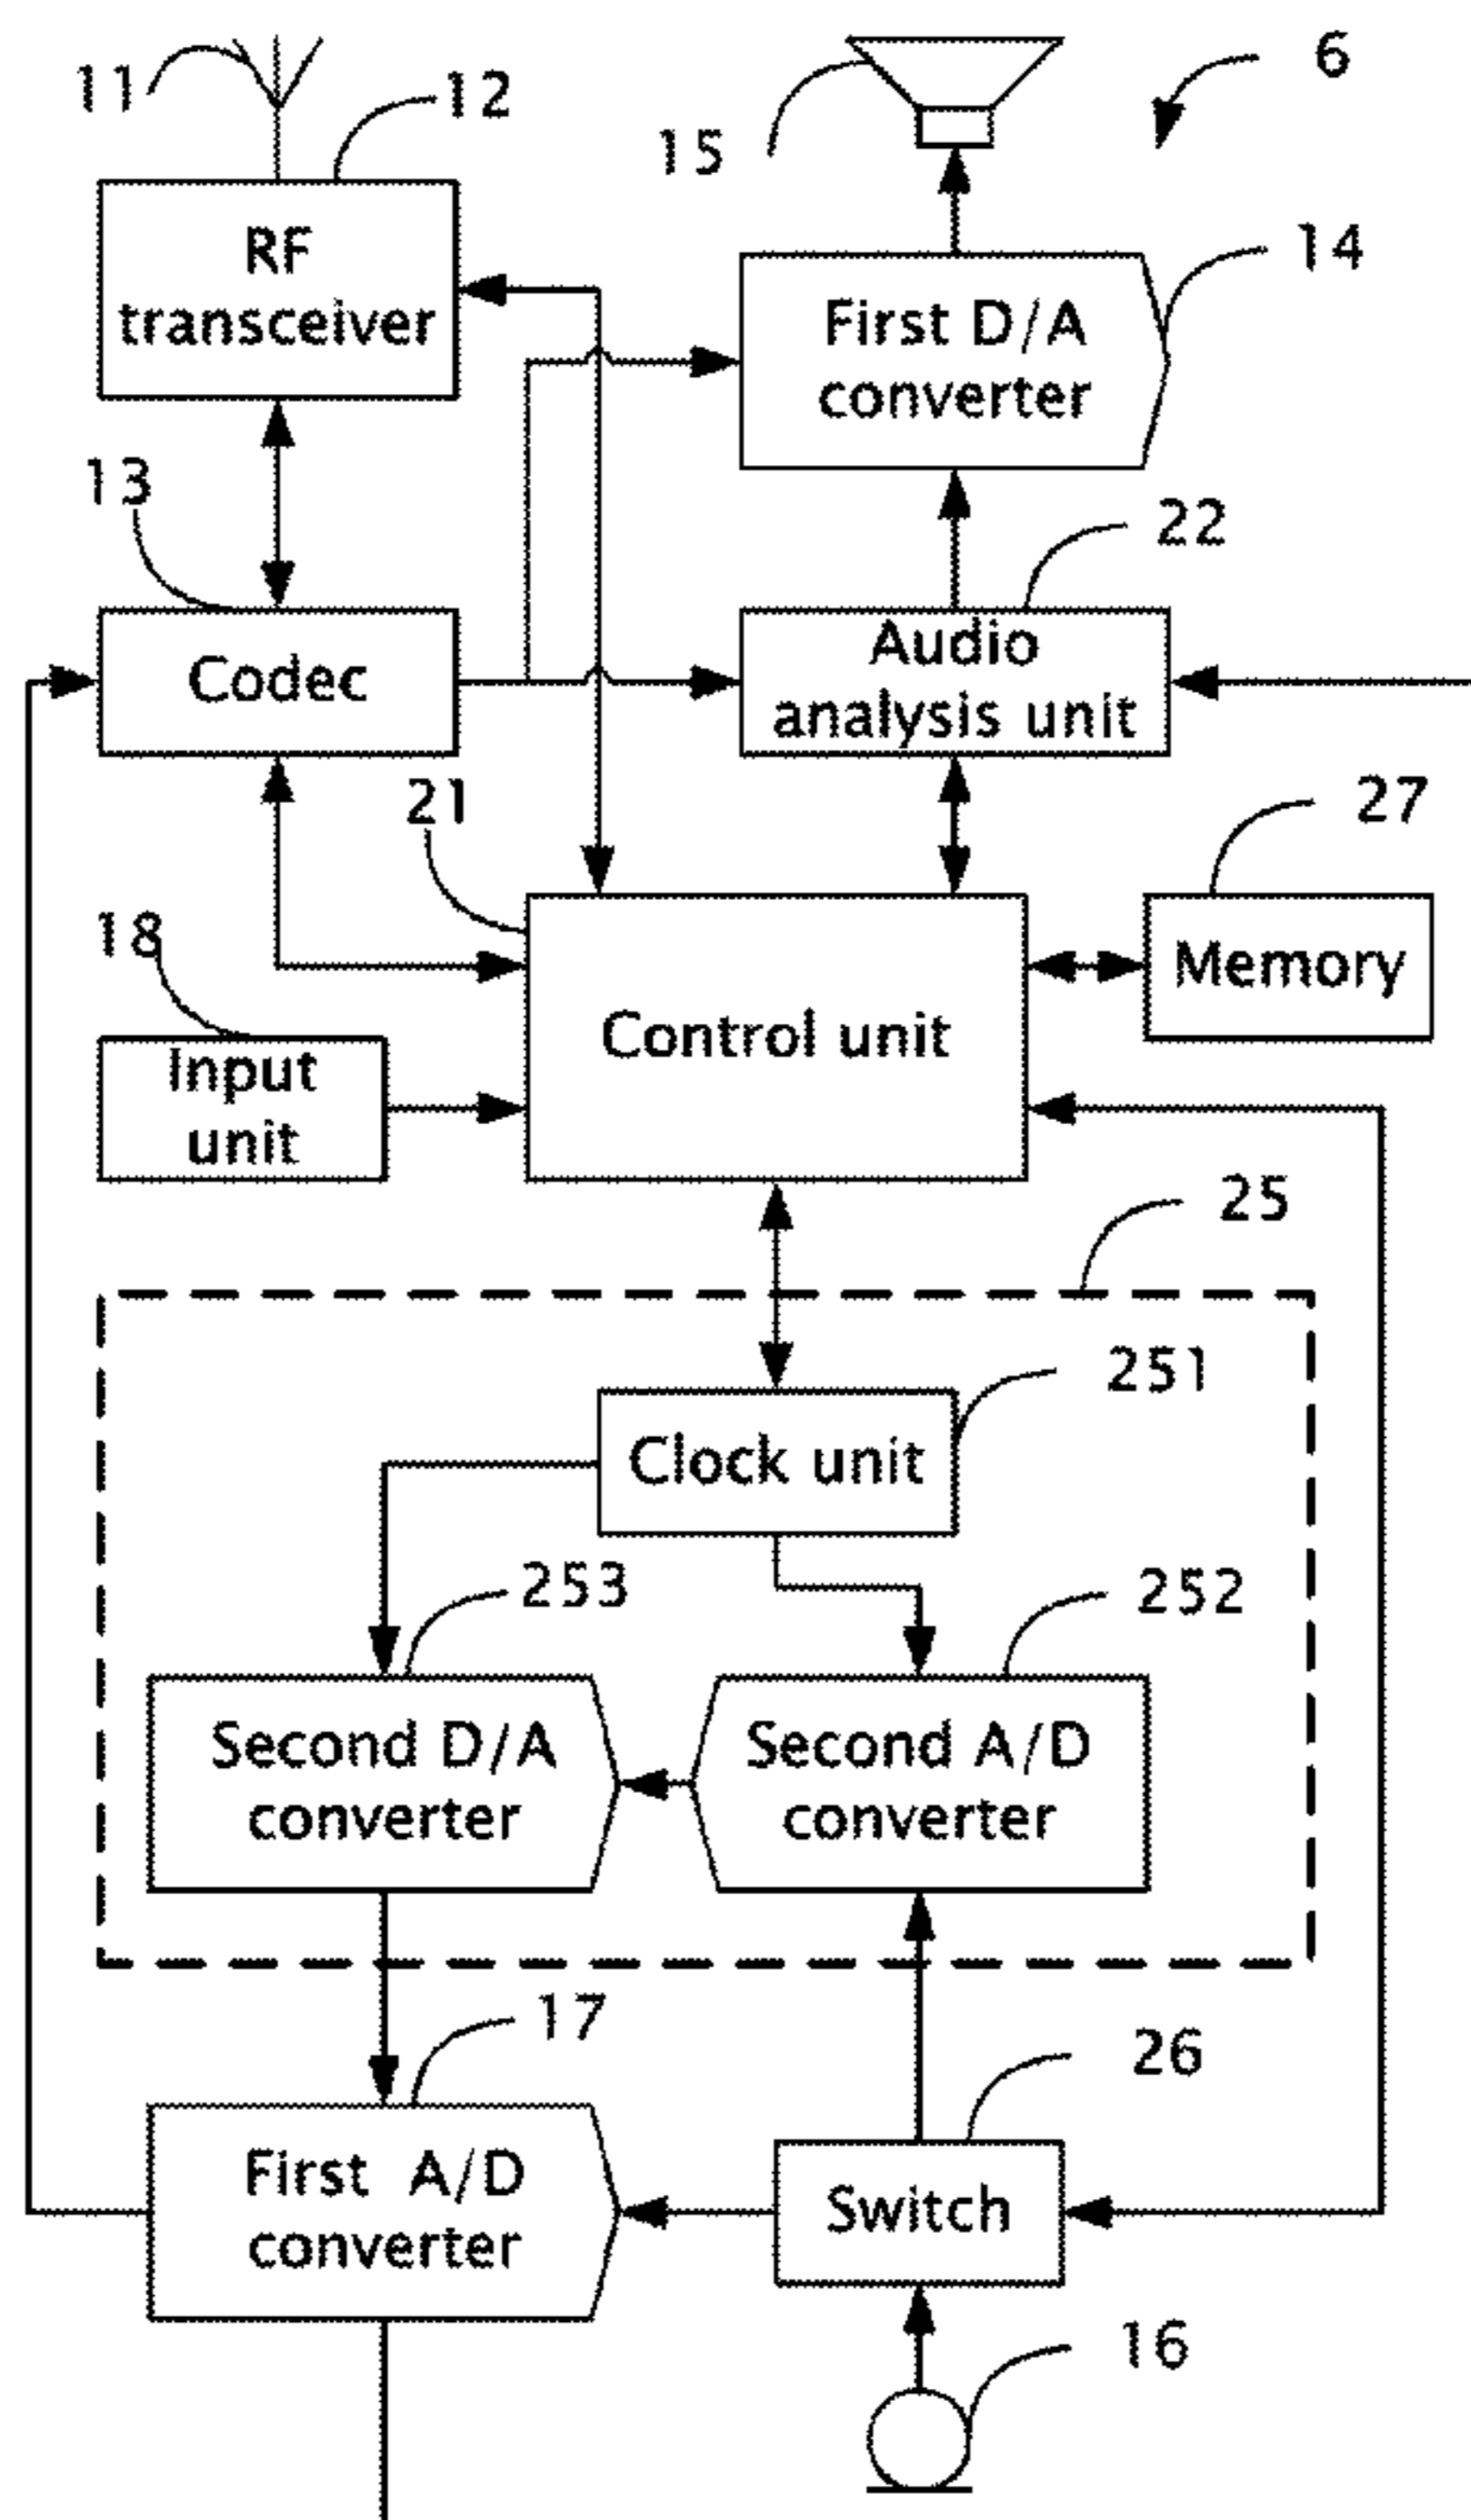 11
12
15
6
RF
transceiver
14
First D/A
converter
13
22
Codec
Audio
analysis unit
21
27
18
Memory
Control unit
Input
unit
25
251
Clock unit
253
252
Second D/A
converter
Second A/D
converter
17
26
First A/D
converter
Switch
16